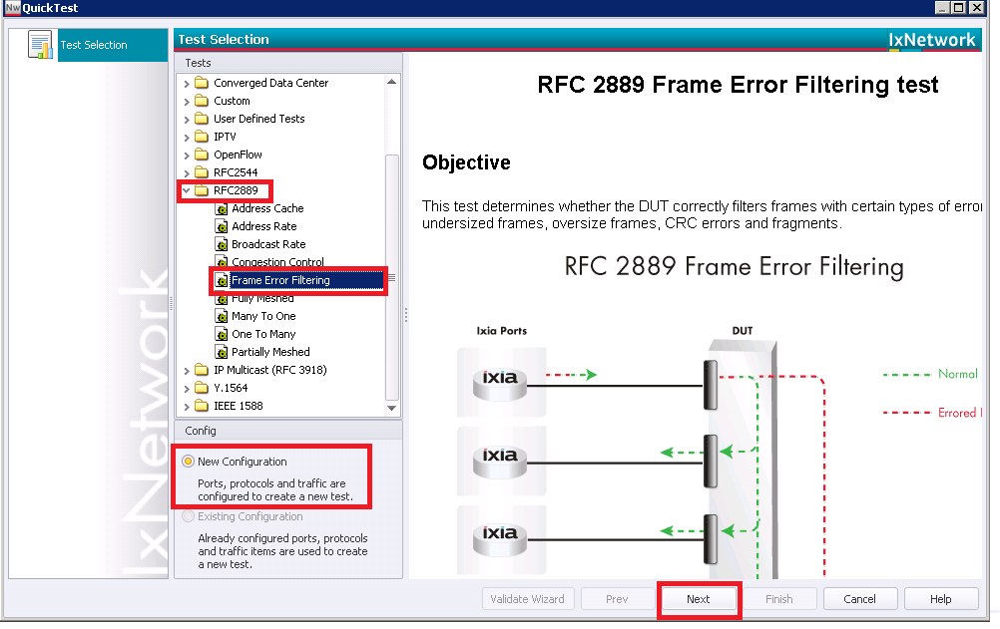 Nw QuickTest
Test Selection
Test Selection
IxNetwork
Tests
Converged Data Center
Custom
User Defined Tests
IPTV
OpenFlow
RFC2544
RFC2889
Address Cache
Address Rate
Broadcast Rate
Congestion Control
Frame Error Filtering
Fully Meshed
Many To One
One To Many
Partially Meshed
IP Multicast (RFC 3918)
Y.1564
IEEE 1588
Config
New Configuration
Ports, protocols and traffic are
configured to create a new test.
Existing Configuration
Already configured ports, protocols
and traffic items are used to create
a new test.
IxNetwork
RFC 2889 Frame Error Filtering test
Objective
This test determines whether the DUT correctly filters frames with certain types of error
undersized frames, oversize frames, CRC errors and fragments.
RFC 2889 Frame Error Filtering
Ixia Ports
DUT
ixia
ixia
ixia
Normal
Errored
Validate Wizard
Prev
Next
Finish
Cancel
Help